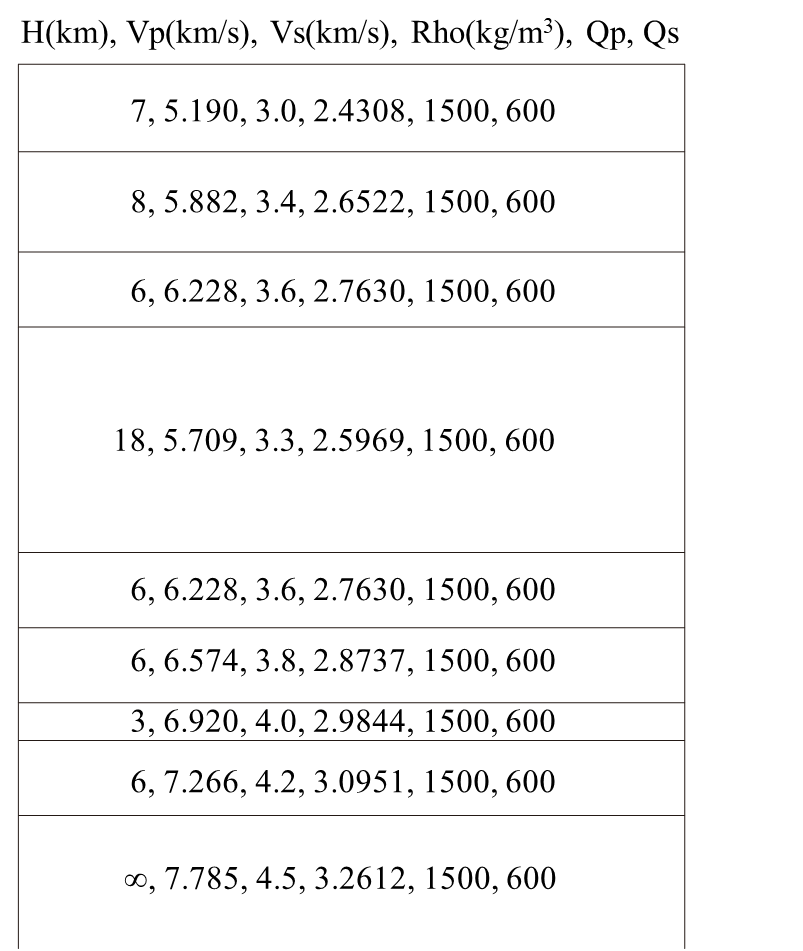 H(km), Vp(km/s), Vs(km/s), Rho(kg/m³), Qp, Qs
7, 5.190, 3.0, 2.4308, 1500, 600
8, 5.882, 3.4, 2.6522, 1500, 600
6, 6.228, 3.6, 2.7630, 1500, 600
18, 5.709, 3.3, 2.5969, 1500, 600
6, 6.228, 3.6, 2.7630, 1500, 600
6, 6.574, 3.8, 2.8737, 1500, 600
3, 6.920, 4.0, 2.9844, 1500, 600
6, 7.266, 4.2, 3.0951, 1500, 600
∞, 7.785, 4.5, 3.2612, 1500, 600